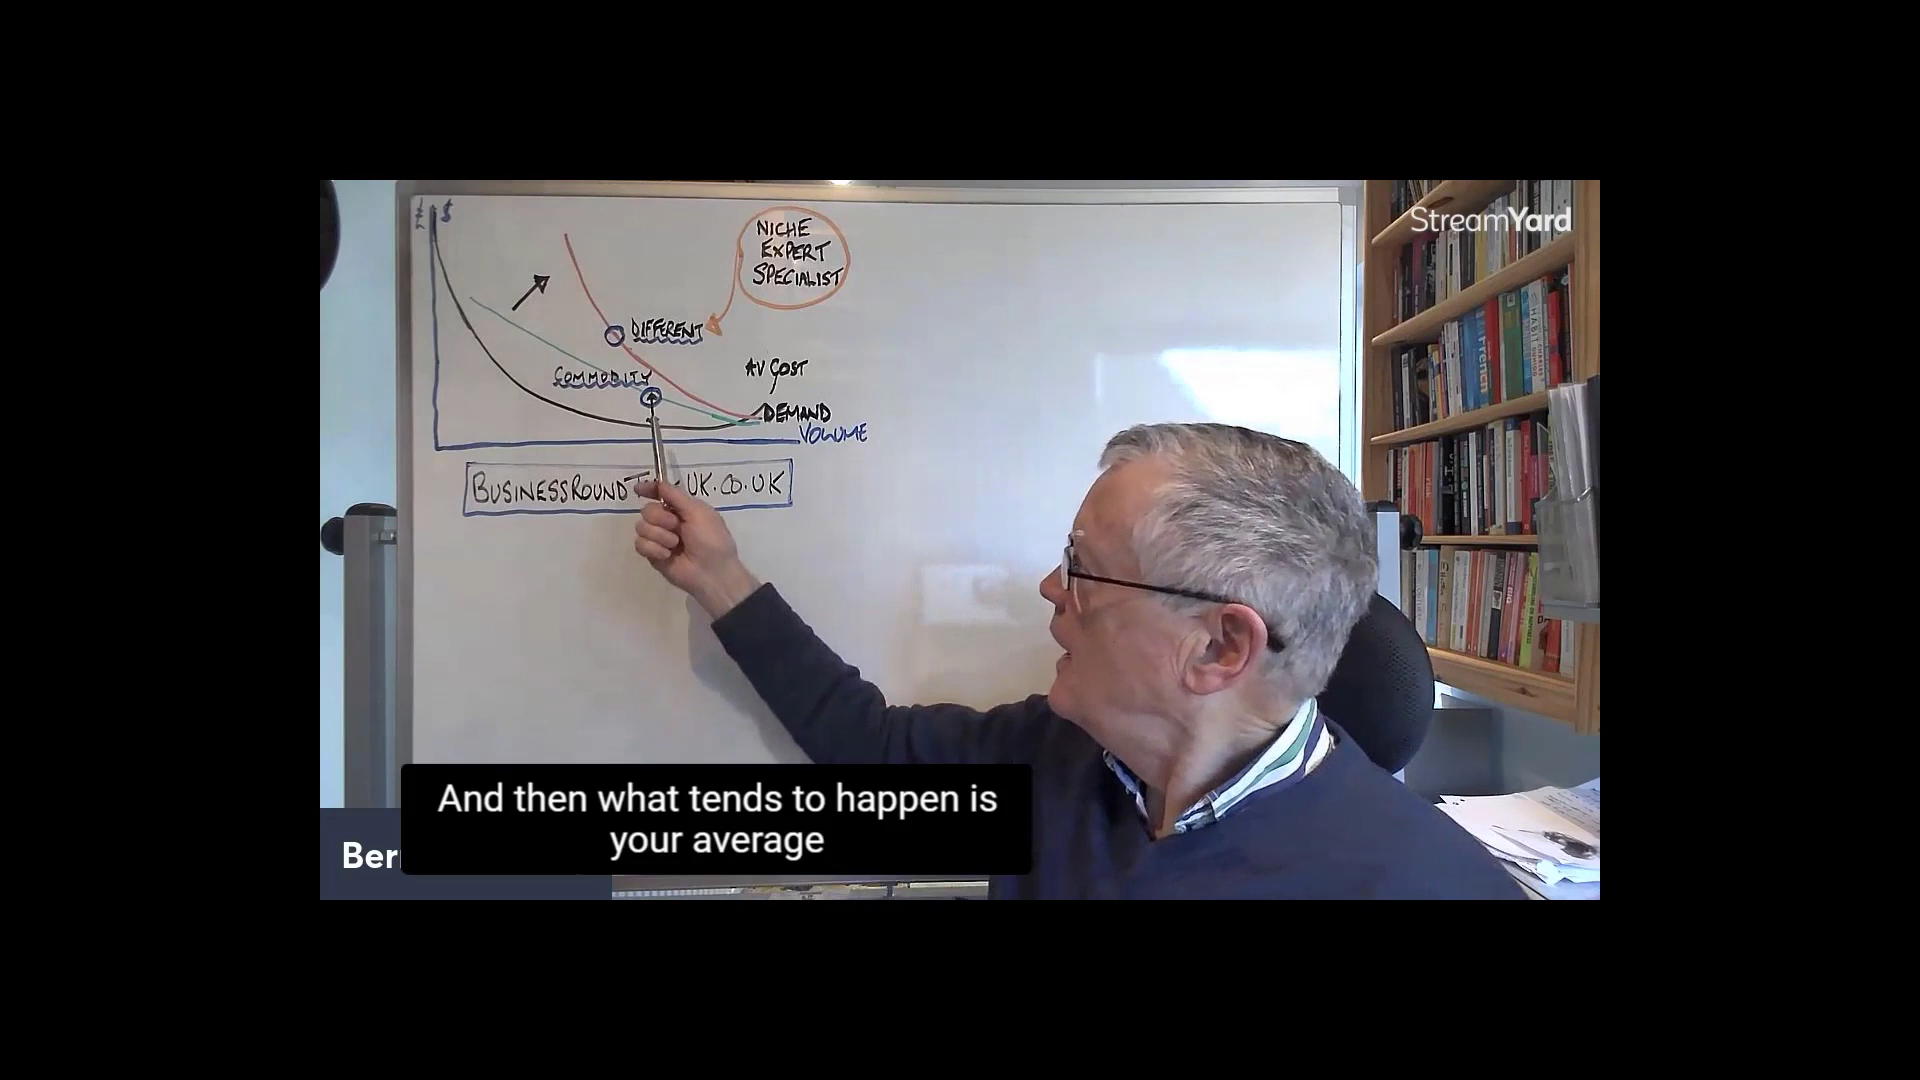 £ $
NICHE
EXPERT
SPECIALIST
DIFFERENT
COMMODITY
AV COST
DEMAND
VOLUME
UK.CO.UK
StreamYard
And then what tends to happen is
your average
Ber